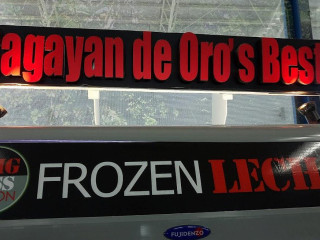 agayan de Oro's Best
FROZEN LECH
FUJIDENZO